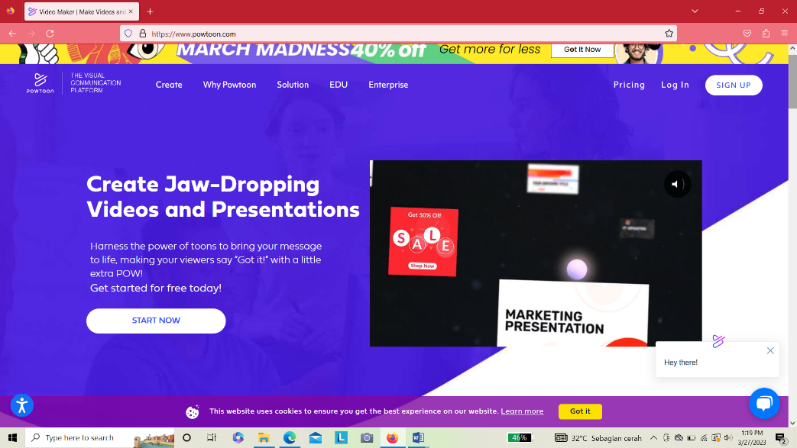 Video Maker | Make Videos and
https://www.powtoon.com
MARCH MADNESS 40% off
Get more for less
Get It Now
POWTOON
THE VISUAL
COMMUNICATION
PLATFORM
Create
Why Powtoon
Solution
EDU
Enterprise
Pricing
Log In
SIGN UP
Create Jaw-Dropping
Videos and Presentations
Harness the power of toons to bring your message
to life, making your viewers say "Got it!" with a little
extra POW!
Get started for free today!
START NOW
Get 50% Off
SALE
Shop Now
MARKETING
PRESENTATION
Hey there!
This website uses cookies to ensure you get the best experience on our website. Learn more
Got it
Type here to search
46%
32°C Sebagian cerah
1:19 PM
3/27/2023